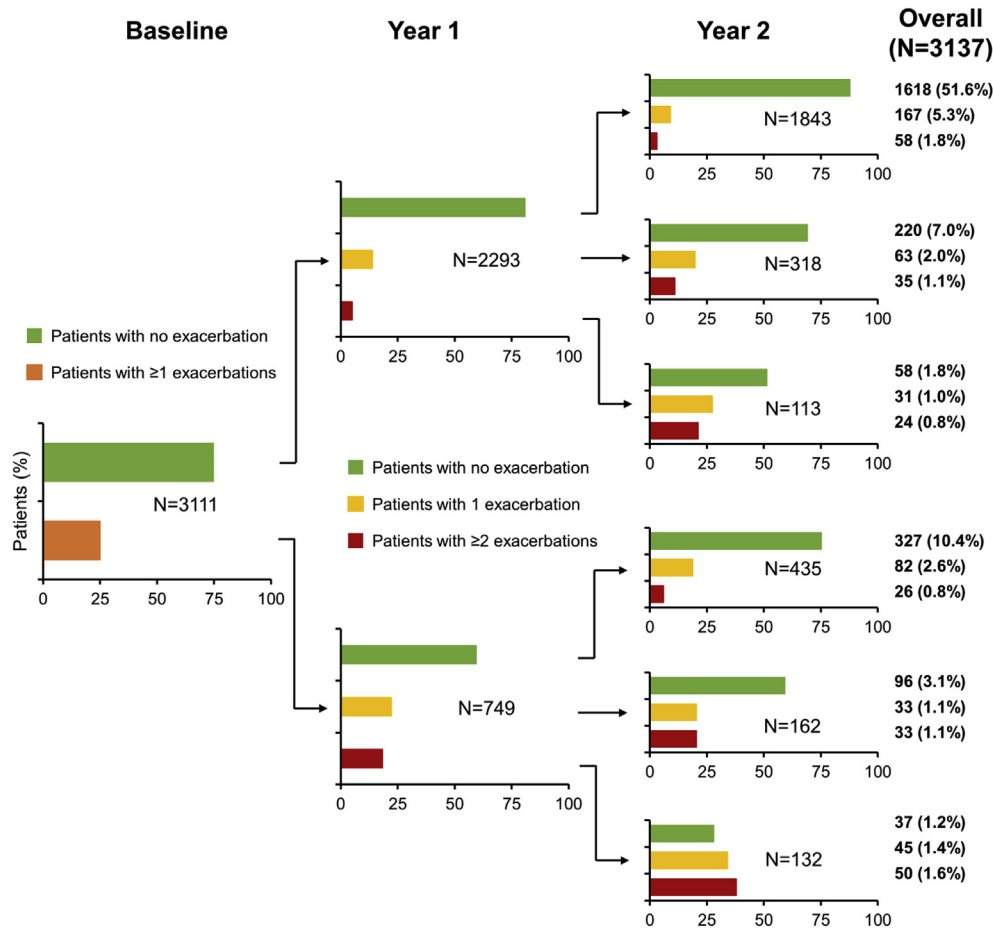 Baseline
Year 1
Year 2
Overall
(N=3137)
N=1843
0 25 50 75 100
1618 (51.6%)
167 (5.3%)
58 (1.8%)
N=2293
0 25 50 75 100
N=318
0 25 50 75 100
220 (7.0%)
63 (2.0%)
35 (1.1%)
N=113
0 25 50 75 100
58 (1.8%)
31 (1.0%)
24 (0.8%)
Patients with no exacerbation
Patients with ≥1 exacerbations
Patients (%)
N=3111
0 25 50 75 100
Patients with no exacerbation
Patients with 1 exacerbation
Patients with ≥2 exacerbations
N=435
0 25 50 75 100
327 (10.4%)
82 (2.6%)
26 (0.8%)
N=749
0 25 50 75 100
N=162
0 25 50 75 100
96 (3.1%)
33 (1.1%)
33 (1.1%)
N=132
0 25 50 75 100
37 (1.2%)
45 (1.4%)
50 (1.6%)